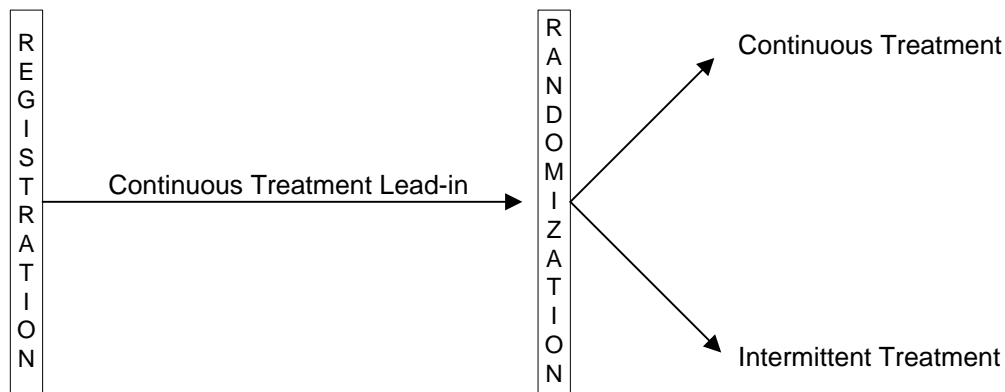 REGISTRATION
Continuous Treatment Lead-in
RANDOMIZATION
Continuous Treatment
Intermittent Treatment